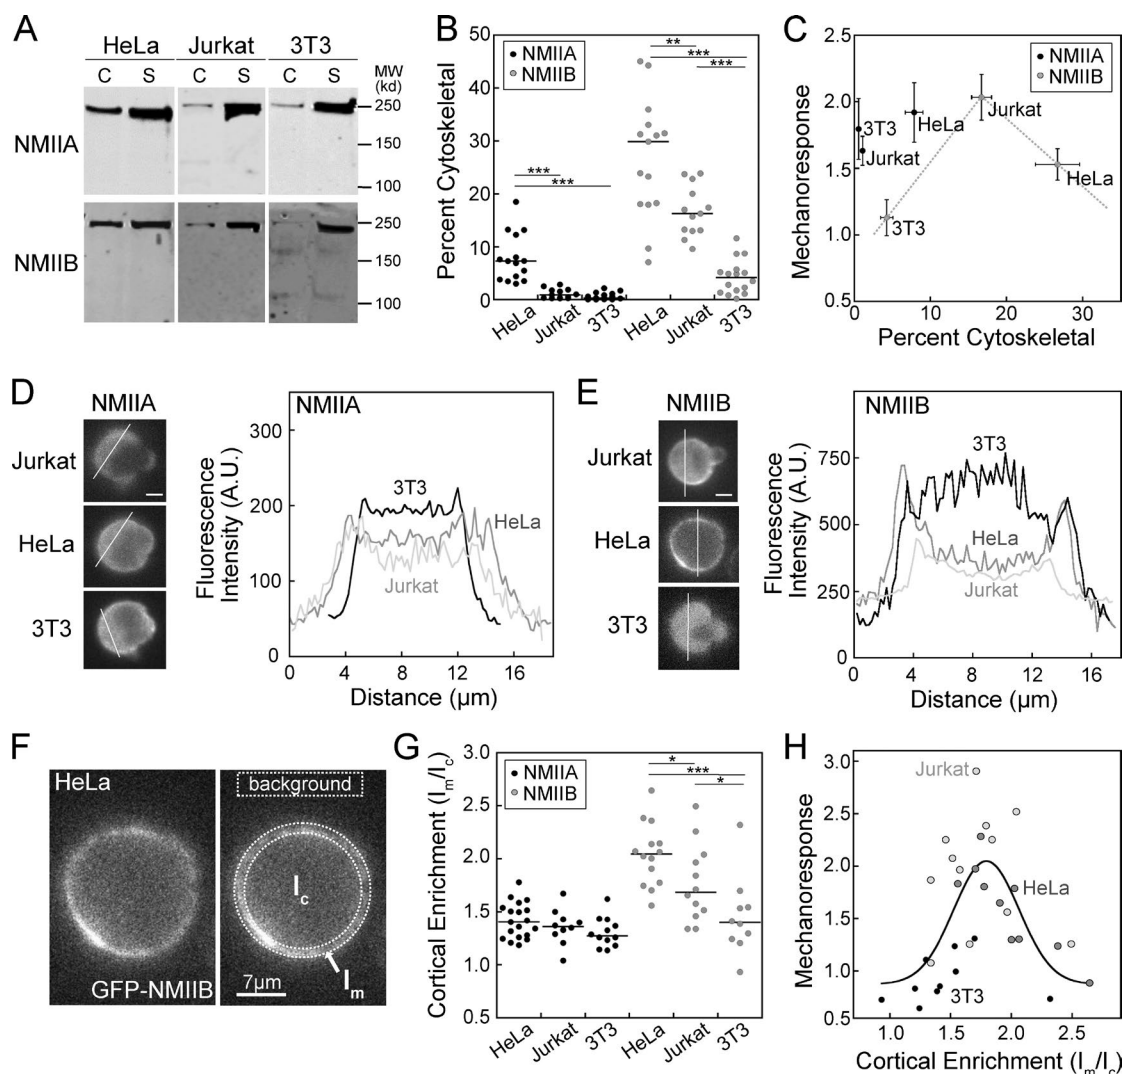 A
HeLa Jurkat 3T3
C S C S C S
MW
(kd)
NMIIA
250
150
100
NMIIB
250
150
100
B
NMIIA
NMIIB
** 
***
***
***
***
Percent Cytoskeletal
50
40
30
20
10
0
HeLa Jurkat 3T3 HeLa Jurkat 3T3
C
NMIIA
NMIIB
Mechanoresponse
2.5
2.0
1.5
1.0
0.5
3T3
Jurkat
HeLa
Jurkat
HeLa
3T3
0 10 20 30
Percent Cytoskeletal
D
NMIIA
Jurkat
HeLa
3T3
NMIIA
Fluorescence
Intensity (A.U.)
300
200
100
0
3T3
HeLa
Jurkat
0 4 8 12 16
Distance (µm)
E
NMIIB
Jurkat
HeLa
3T3
NMIIB
Fluorescence
Intensity (A.U.)
750
500
250
0
3T3
HeLa
Jurkat
0 4 8 12 16
Distance (µm)
F
HeLa
GFP-NMIIB
background
Ic
Im
7µm
G
NMIIA
NMIIB
*
***
*
Cortical Enrichment (Im/Ic)
3.0
2.5
2.0
1.5
1.0
0.5
HeLa Jurkat 3T3 HeLa Jurkat 3T3
H
Mechanoresponse
3.0
2.5
2.0
1.5
1.0
0.5
Jurkat
HeLa
3T3
1.0 1.5 2.0 2.5
Cortical Enrichment (Im/Ic)